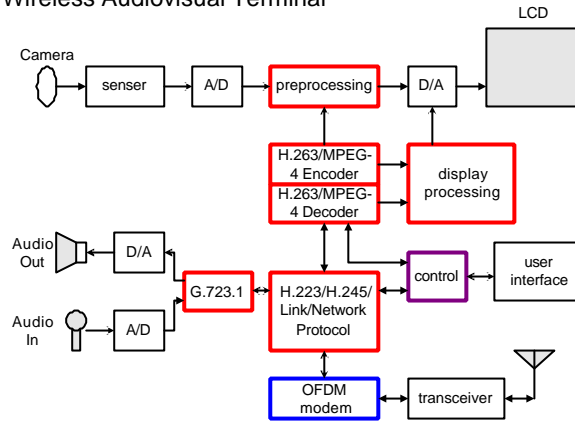 Wireless Audiovisual Terminal
LCD
Camera
senser
A/D
preprocessing
D/A
H.263/MPEG-
4 Encoder
H.263/MPEG-
4 Decoder
display
processing
Audio
Out
D/A
G.723.1
H.223/H.245/
Link/Network
Protocol
control
user
interface
Audio
In
A/D
OFDM
modem
transceiver